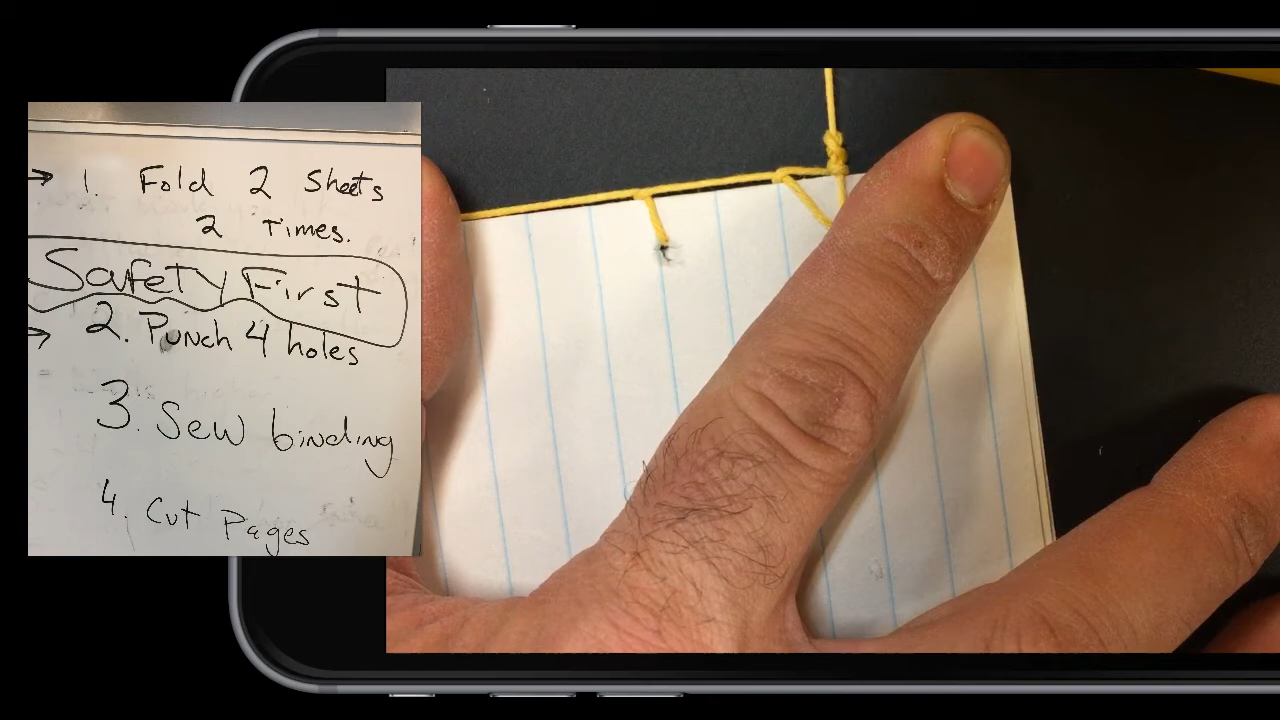 1. Fold 2 Sheets
2 Times.
Safety First
2. Punch 4 holes
3. Sew binding
4. Cut Pages